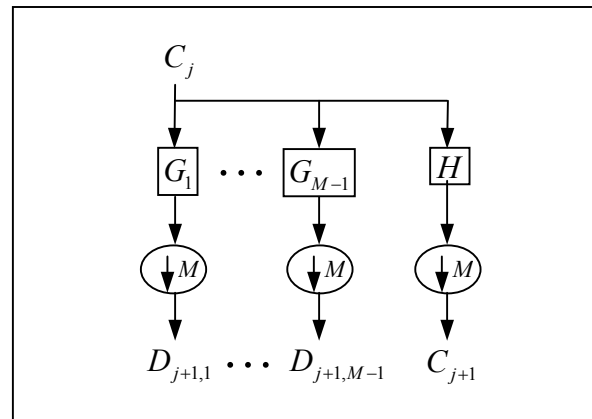 C_j
G_1 ··· G_{M-1} H
↓M ↓M ↓M
D_{j+1,1} ··· D_{j+1,M-1} C_{j+1}